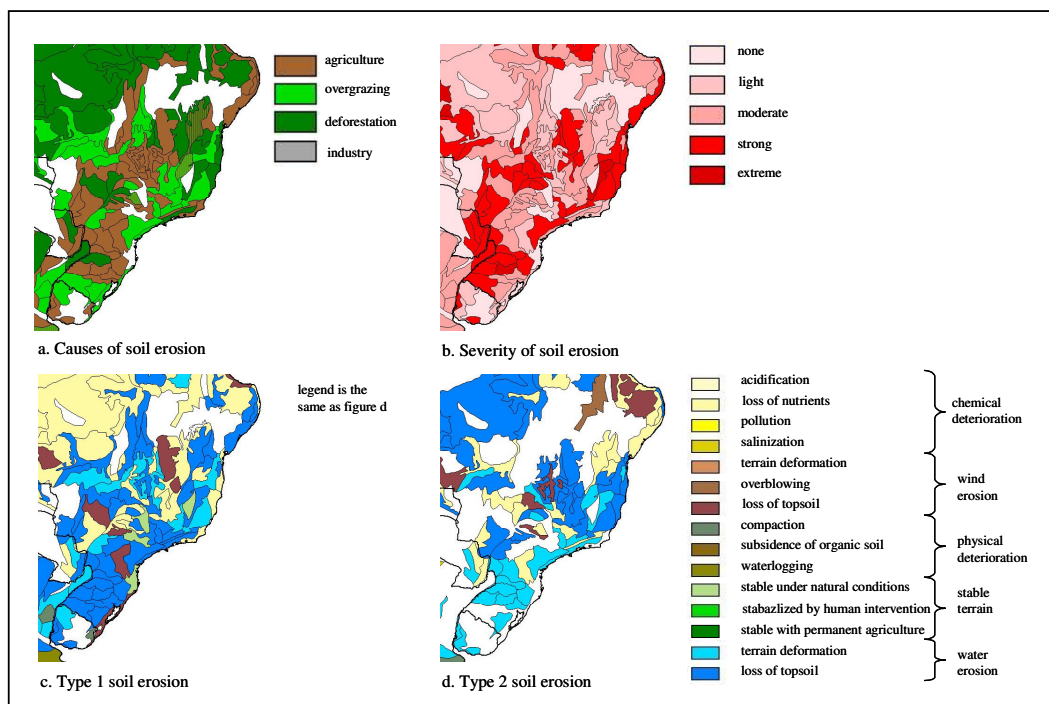 agriculture
overgrazing
deforestation
industry
a. Causes of soil erosion
none
light
moderate
strong
extreme
b. Severity of soil erosion
legend is the
same as figure d
c. Type 1 soil erosion
d. Type 2 soil erosion
acidification
loss of nutrients
pollution
salinization
chemical
deterioration
terrain deformation
overblowing
loss of topsoil
wind
erosion
compaction
subsidence of organic soil
waterlogging
physical
deterioration
stable under natural conditions
stabazlized by human intervention
stable with permanent agriculture
stable
terrain
terrain deformation
loss of topsoil
water
erosion